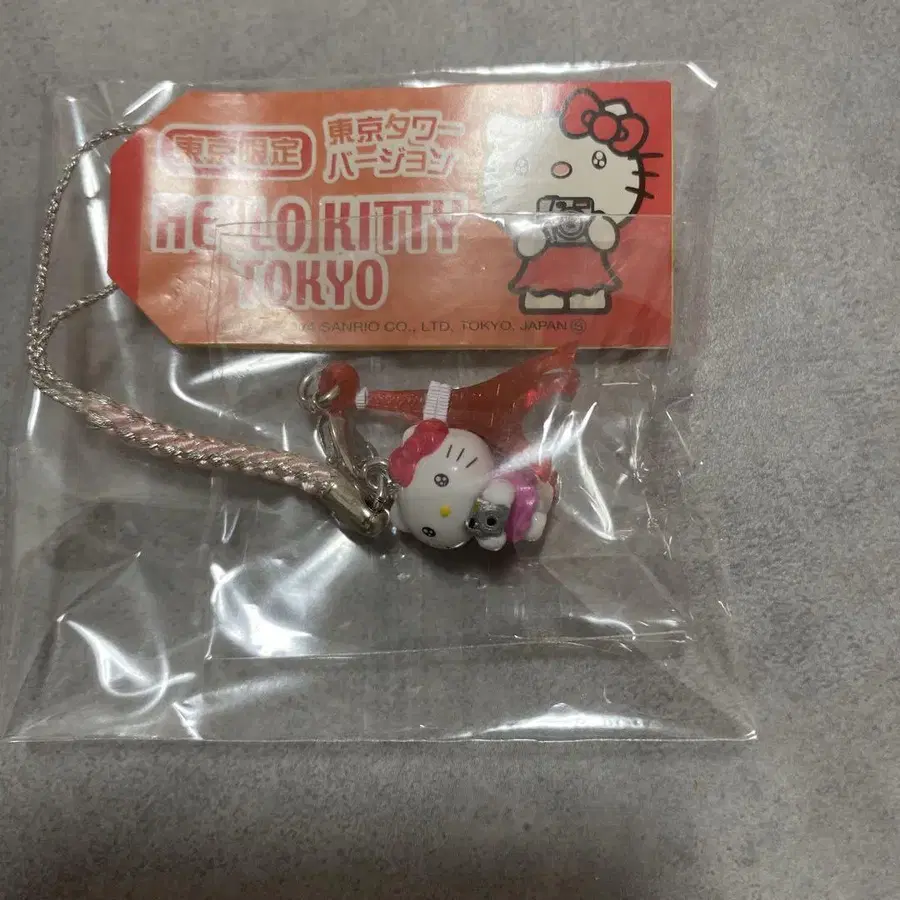 東京限定
東京タワー
バージョン
HELLO KITTY
TOKYO
SANRIO CO., LTD. TOKYO, JAPAN Ⓢ